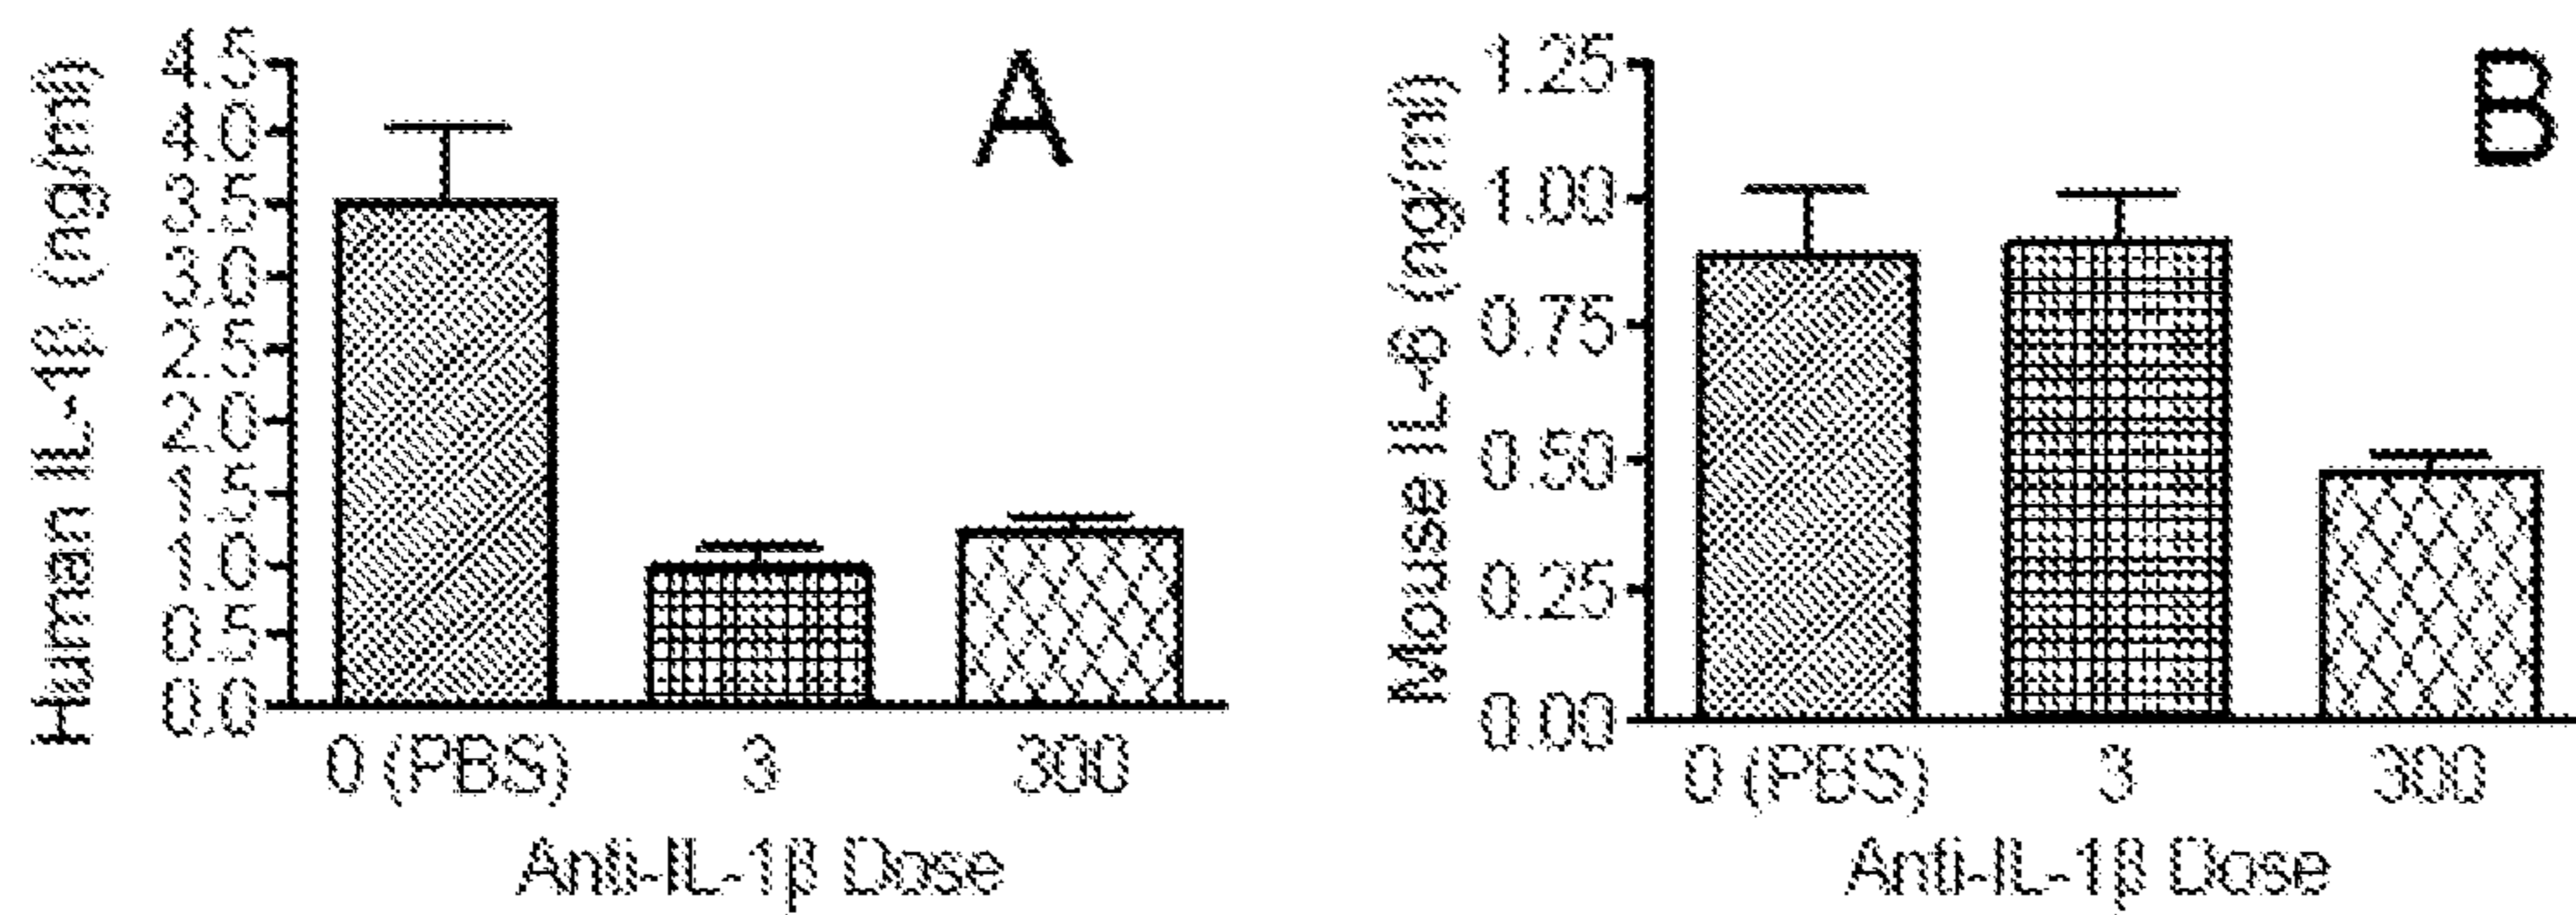 A
Human IL-1β (ng/ml)
4.5
4.0
3.5
3.0
2.5
2.0
1.5
1.0
0.5
0.0
0 (PBS) 3 300
Anti-IL-1β Dose
B
Mouse IL-6 (ng/ml)
1.25
1.00
0.75
0.50
0.25
0.00
0 (PBS) 3 300
Anti-IL-1β Dose